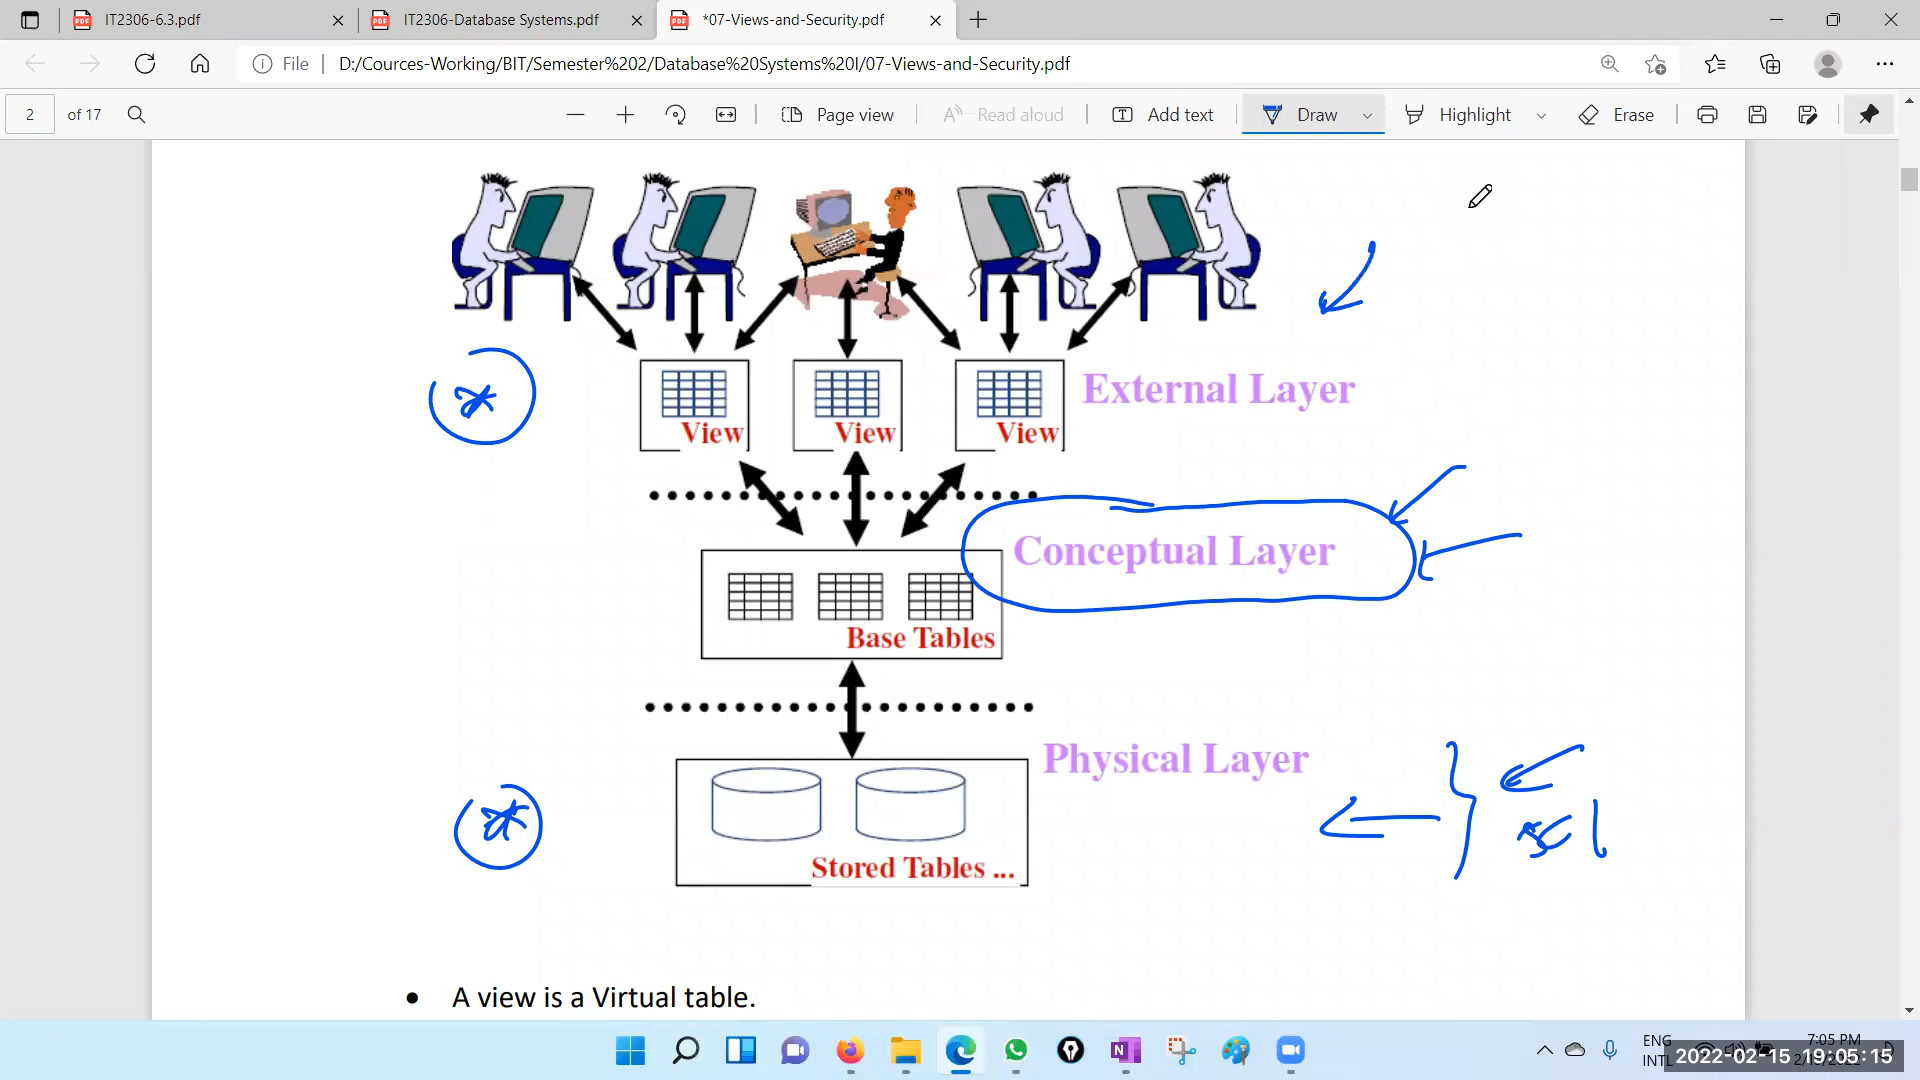 IT2306-6.3.pdf
IT2306-Database Systems.pdf
*07-Views-and-Security.pdf
File
D:/Cources-Working/BIT/Semester%202/Database%20Systems%20I/07-Views-and-Security.pdf
2 of 17
Page view
Read aloud
Add text
Draw
Highlight
Erase
External Layer
View View View
Conceptual Layer
Base Tables
Physical Layer
Stored Tables ...
• A view is a Virtual table.
ENG
INTL
7:05 PM
2022-02-15 19:05:15